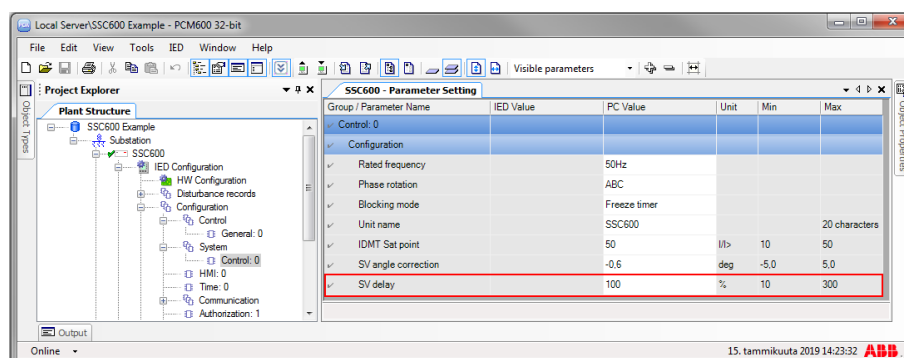 Local Server\SSC600 Example - PCM600 32-bit
File Edit View Tools IED Window Help
Visible parameters
Object Types
Project Explorer
Plant Structure
SSC600 Example
Substation
SSC600
IED Configuration
HW Configuration
Disturbance records
Configuration
Control
General: 0
System
Control: 0
HMI: 0
Time: 0
Communication
Authorization: 1
SSC600 - Parameter Setting
Group / Parameter Name IED Value PC Value Unit Min Max
Control: 0
Configuration
Rated frequency 50Hz
Phase rotation ABC
Blocking mode Freeze timer
Unit name SSC600 20 characters
IDMT Sat point 50 I/I> 10 50
SV angle correction -0,6 deg -5,0 5,0
SV delay 100 % 10 300
Object Properties
Output
Online 15. tammikuuta 2019 14:23:32 ABB